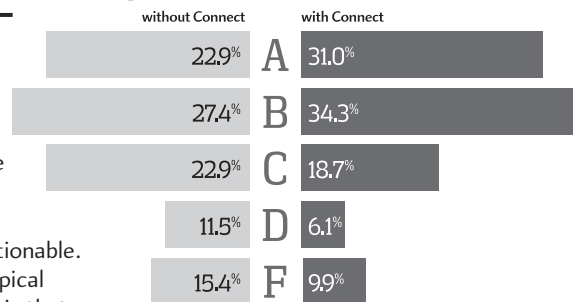 without Connect with Connect
22.9% A 31.0%
27.4% B 34.3%
22.9% C 18.7%
11.5% D 6.1%
tionable.
pical
15.4% F 9.9%